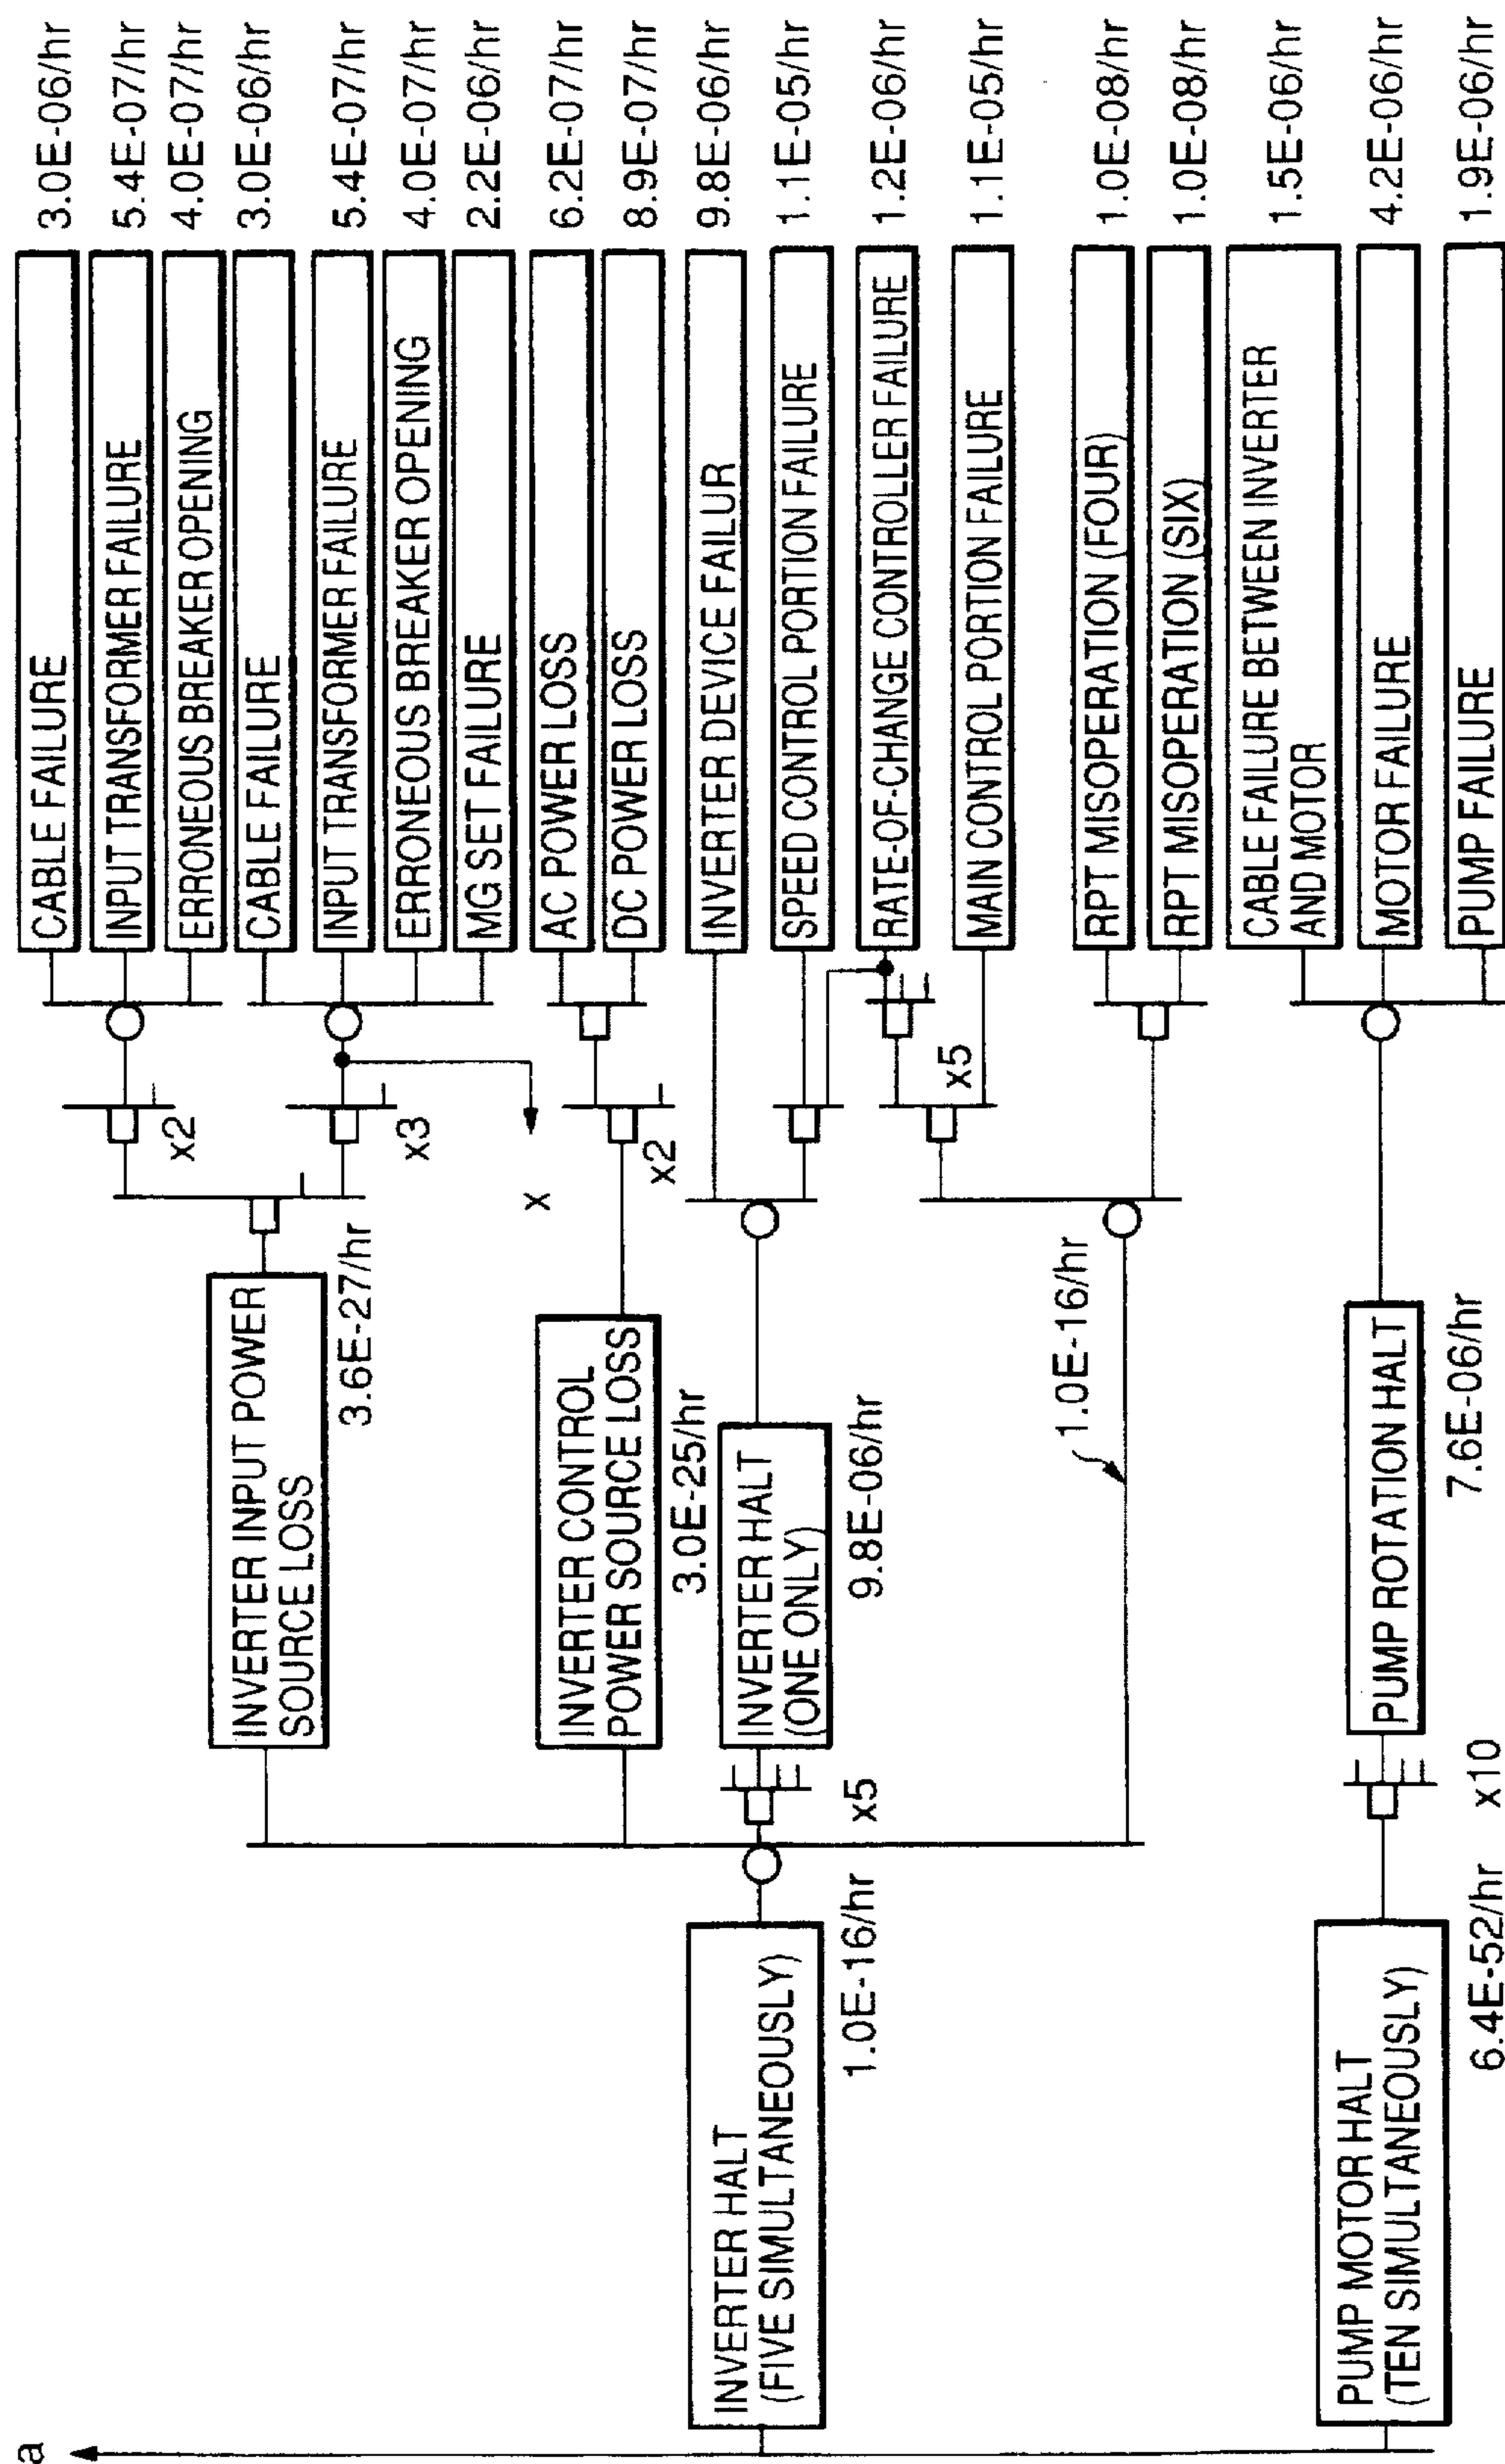 a
INVERTER HALT
(FIVE SIMULTANEOUSLY)
1.0E-16/hr
PUMP MOTOR HALT
(TEN SIMULTANEOUSLY)
6.4E-52/hr
x10
x5
INVERTER INPUT POWER
SOURCE LOSS
3.6E-27/hr
INVERTER CONTROL
POWER SOURCE LOSS
3.0E-25/hr
INVERTER HALT
(ONE ONLY)
9.8E-06/hr
1.0E-16/hr
PUMP ROTATION HALT
7.6E-06/hr
x2
x3
x
x2
x5
CABLE FAILURE 3.0E-06/hr
INPUT TRANSFORMER FAILURE 5.4E-07/hr
ERRONEOUS BREAKER OPENING 4.0E-07/hr
CABLE FAILURE 3.0E-06/hr
INPUT TRANSFORMER FAILURE 5.4E-07/hr
ERRONEOUS BREAKER OPENING 4.0E-07/hr
MG SET FAILURE 2.2E-06/hr
AC POWER LOSS 6.2E-07/hr
DC POWER LOSS 8.9E-07/hr
INVERTER DEVICE FAILUR 9.8E-06/hr
SPEED CONTROL PORTION FAILURE 1.1E-05/hr
RATE-OF-CHANGE CONTROLLER FAILURE 1.2E-06/hr
MAIN CONTROL PORTION FAILURE 1.1E-05/hr
RPT MISOPERATION (FOUR) 1.0E-08/hr
RPT MISOPERATION (SIX) 1.0E-08/hr
CABLE FAILURE BETWEEN INVERTER
AND MOTOR 1.5E-06/hr
MOTOR FAILURE 4.2E-06/hr
PUMP FAILURE 1.9E-06/hr